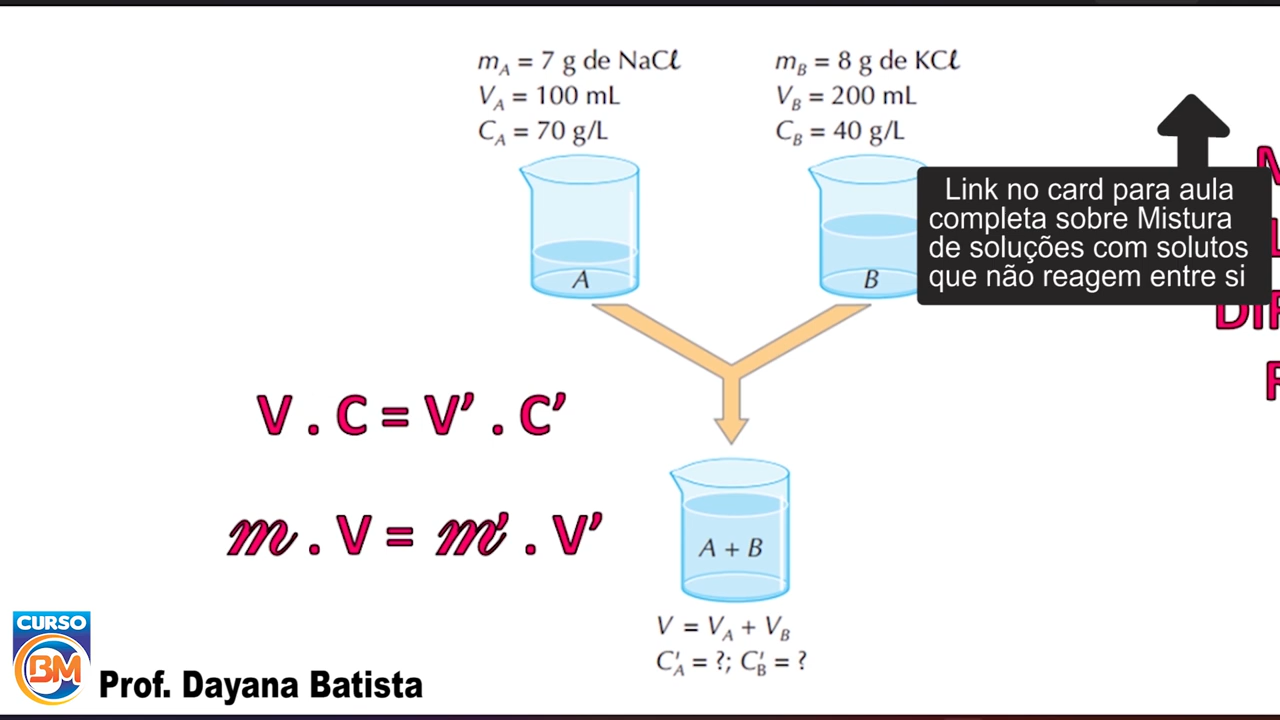 m_A = 7 g de NaCℓ
V_A = 100 mL
C_A = 70 g/L
m_B = 8 g de KCℓ
V_B = 200 mL
C_B = 40 g/L
Link no card para aula
completa sobre Mistura
de soluções com solutos
que não reagem entre si
A
B
V . C = V’ . C’
m . V = m’ . V’
A + B
V = V_A + V_B
C′_A = ?; C′_B = ?
CURSO
BM
Prof. Dayana Batista